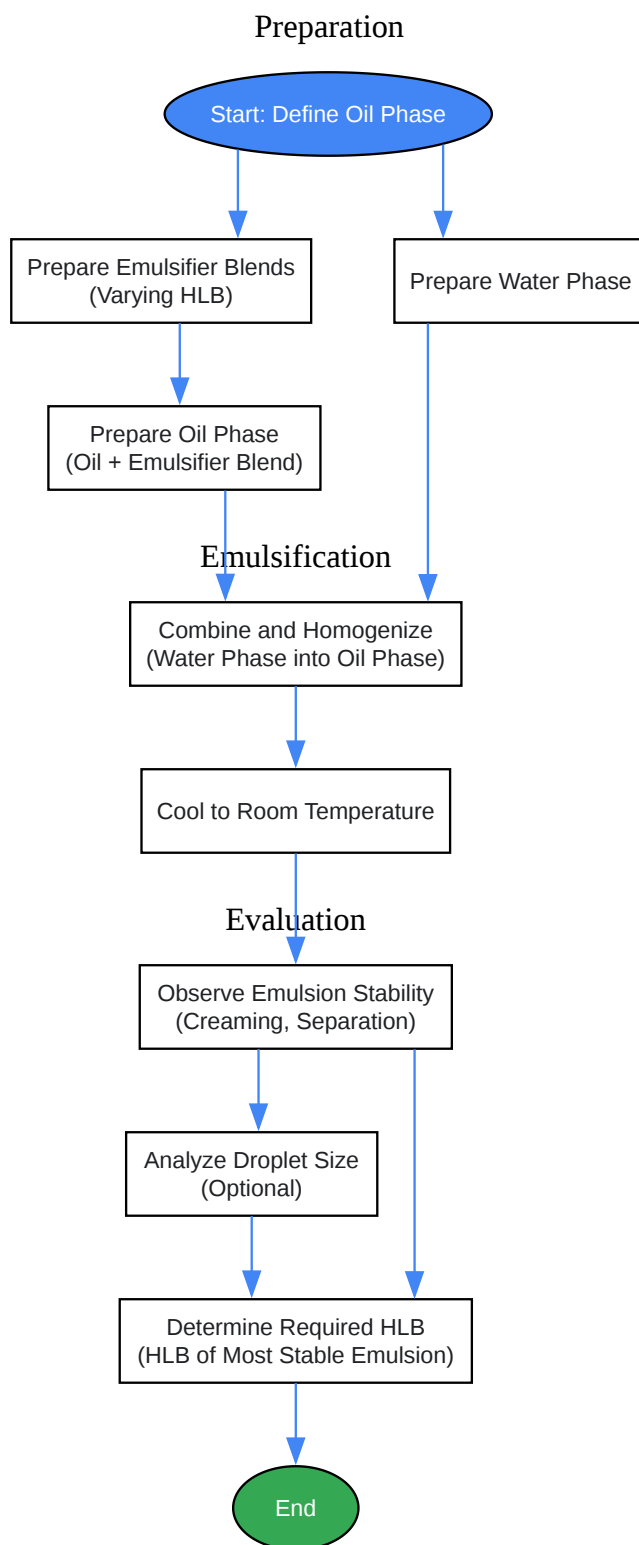 Preparation
Start: Define Oil Phase
Prepare Emulsifier Blends
(Varying HLB)
Prepare Water Phase
Prepare Oil Phase
(Oil + Emulsifier Blend)
Emulsification
Combine and Homogenize
(Water Phase into Oil Phase)
Cool to Room Temperature
Evaluation
Observe Emulsion Stability
(Creaming, Separation)
Analyze Droplet Size
(Optional)
Determine Required HLB
(HLB of Most Stable Emulsion)
End